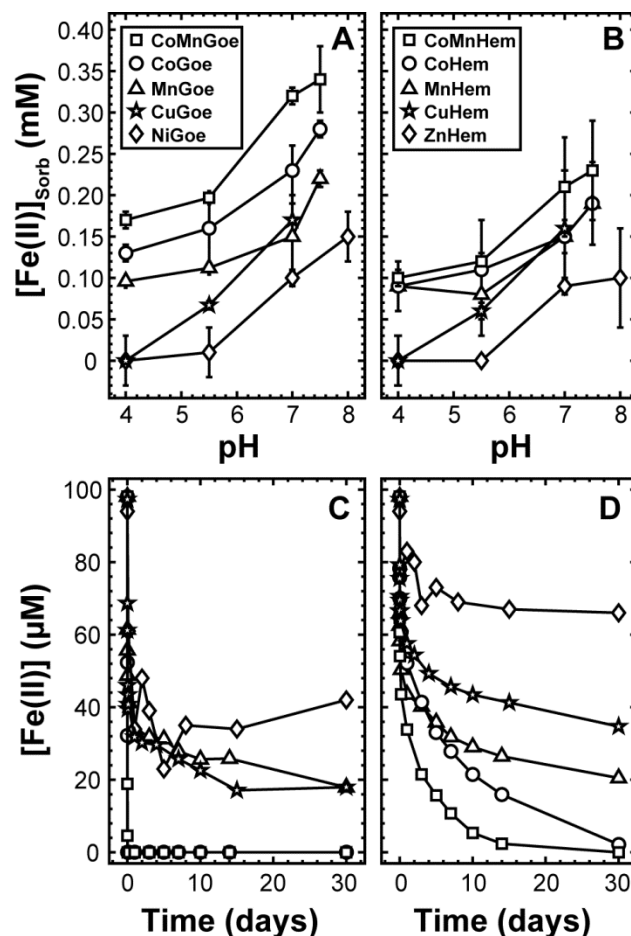 A
CoMnGoe
CoGoe
MnGoe
CuGoe
NiGoe
B
CoMnHem
CoHem
MnHem
CuHem
ZnHem
[Fe(II)]Sorb (mM)
0.40
0.35
0.30
0.25
0.20
0.15
0.10
0.05
0
4 5 6 7 8
4 5 6 7 8
pH
pH
C
D
[Fe(II)] (µM)
100
80
60
40
20
0
0 10 20 30
0 10 20 30
Time (days)
Time (days)